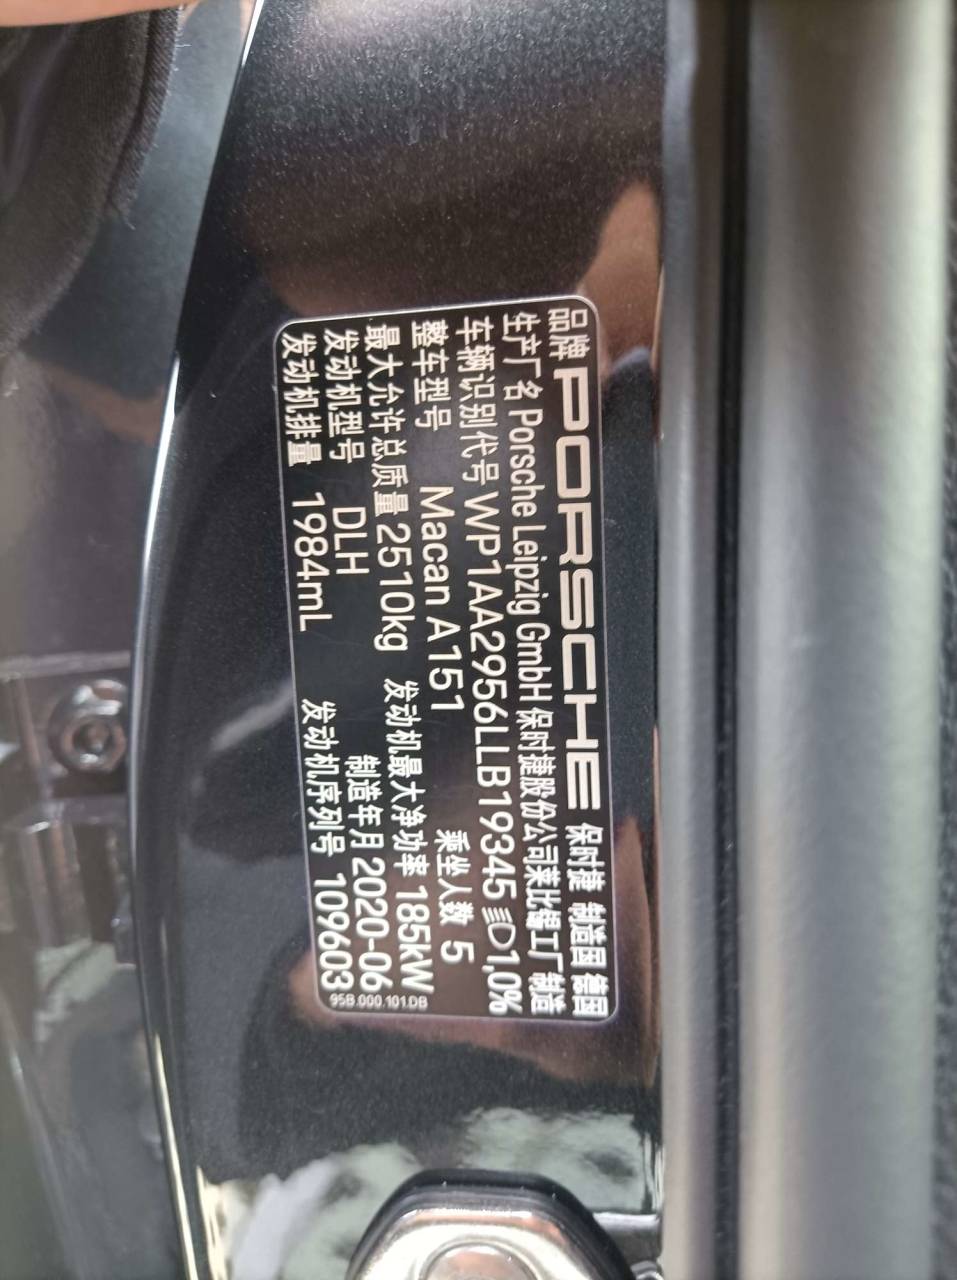 品牌 PORSCHE 保时捷 制造国 德国
生产厂名 Porsche Leipzig GmbH 保时捷股份公司莱比锡工厂 制造
车辆识别代号 WP1AA2956LLB19345 1,0%
整车型号 Macan A151 乘坐人数 5
最大允许总质量 2510kg 发动机最大净功率 185kW
发动机型号 DLH 制造年月 2020-06
发动机排量 1984mL 发动机序列号 109603
95B.000.101.DB